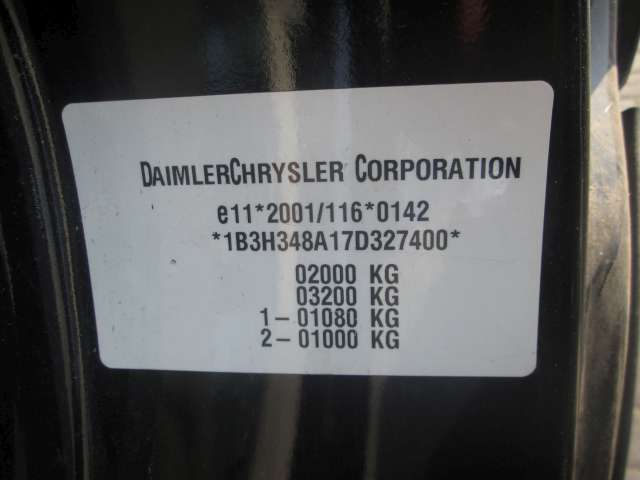 DAIMLERCHRYSLER CORPORATION
e11*2001/116*0142
*1B3H348A17D327400*
02000 KG
03200 KG
1-01080 KG
2-01000 KG